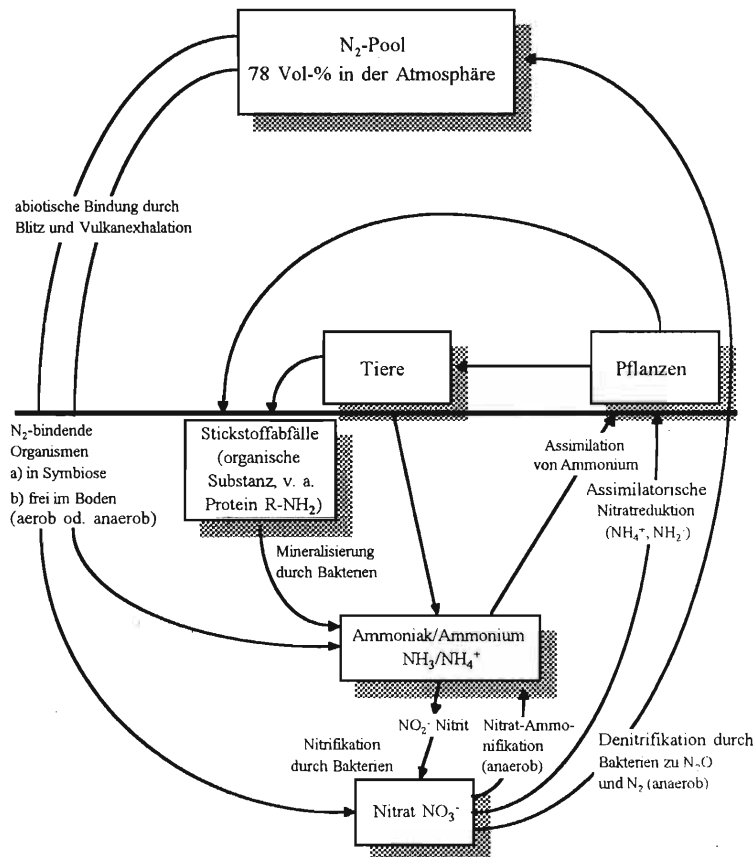 N₂-Pool
78 Vol-% in der Atmosphäre
abiotische Bindung durch
Blitz und Vulkanexhalation
Tiere
Pflanzen
N₂-bindende
Organismen
a) in Symbiose
b) frei im Boden
(aerob od. anaerob)
Stickstoffabfälle
(organische
Substanz, v. a.
Protein R-NH₂)
Assimilation
von Ammonium
Assimilatorische
Nitratreduktion
(NH₄⁺, NH₂⁻)
Mineralisierung
durch Bakterien
Ammoniak/Ammonium
NH₃/NH₄⁺
NO₂⁻ Nitrit
Nitrifikation
durch Bakterien
Nitrat-Ammo-
nifikation
(anaerob)
Denitrifikation durch
Bakterien zu N₂O
und N₂ (anaerob)
Nitrat NO₃⁻